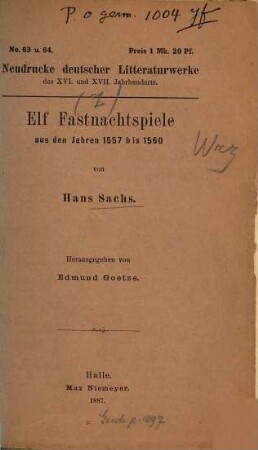 P. o germ. 1004
No. 63 u. 64. Preis 1 Mk. 20 Pf.
Neudrucke deutscher Litteraturwerke
des XVI. und XVII. Jahrhunderts.
(7)
Elf Fastnachtspiele
aus den Jahren 1557 bis 1560
von
Hans Sachs.
Herausgegeben von
Edmund Goetze.
Halle.
Max Niemeyer.
1887.